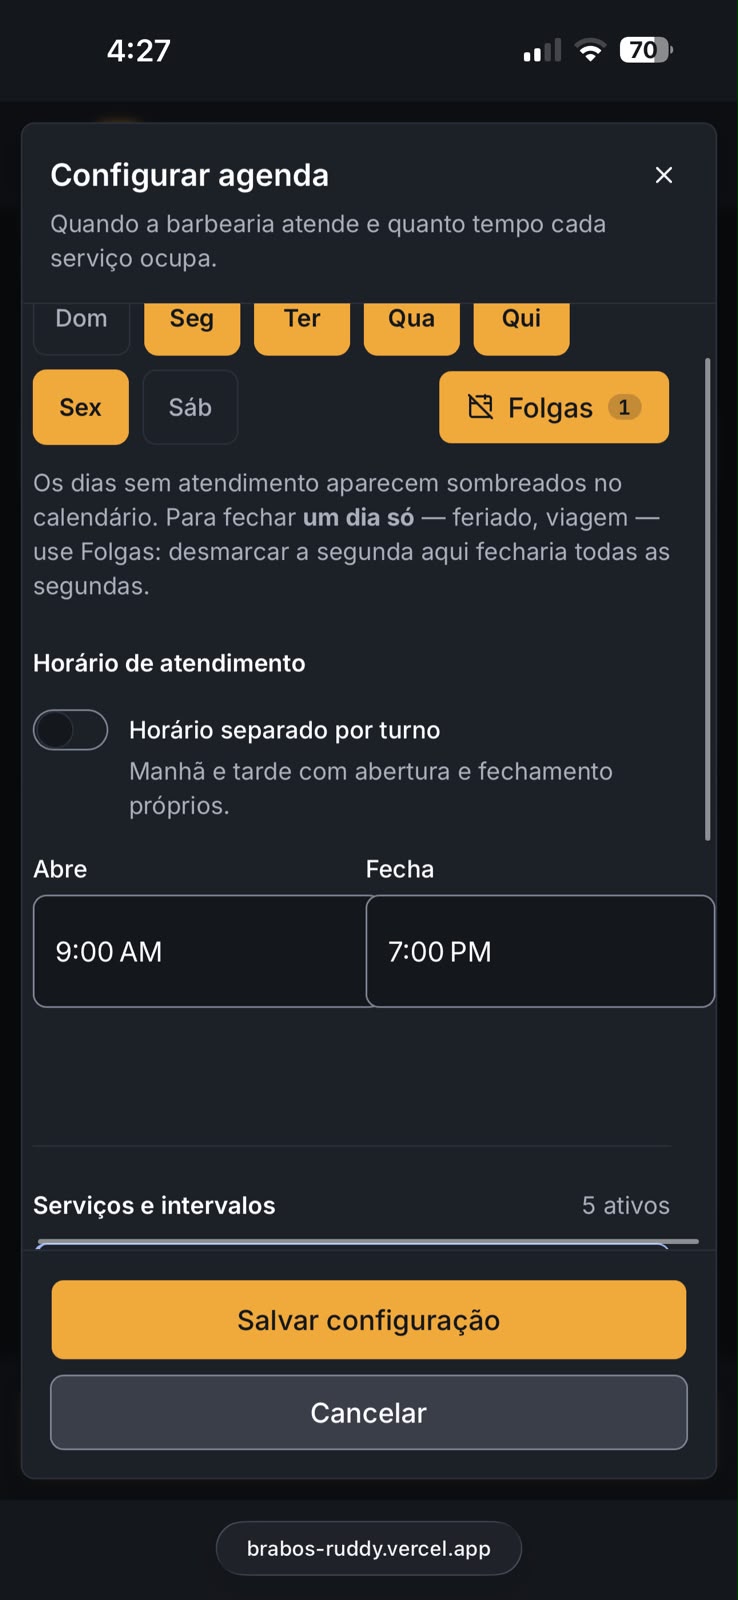 4:27
70
Configurar agenda
Quando a barbearia atende e quanto tempo cada
serviço ocupa.
Dom Seg Ter Qua Qui
Sex Sáb Folgas 1
Os dias sem atendimento aparecem sombreados no
calendário. Para fechar um dia só — feriado, viagem —
use Folgas: desmarcar a segunda aqui fecharia todas as
segundas.
Horário de atendimento
Horário separado por turno
Manhã e tarde com abertura e fechamento
próprios.
Abre Fecha
9:00 AM 7:00 PM
Serviços e intervalos 5 ativos
Salvar configuração
Cancelar
brabos-ruddy.vercel.app